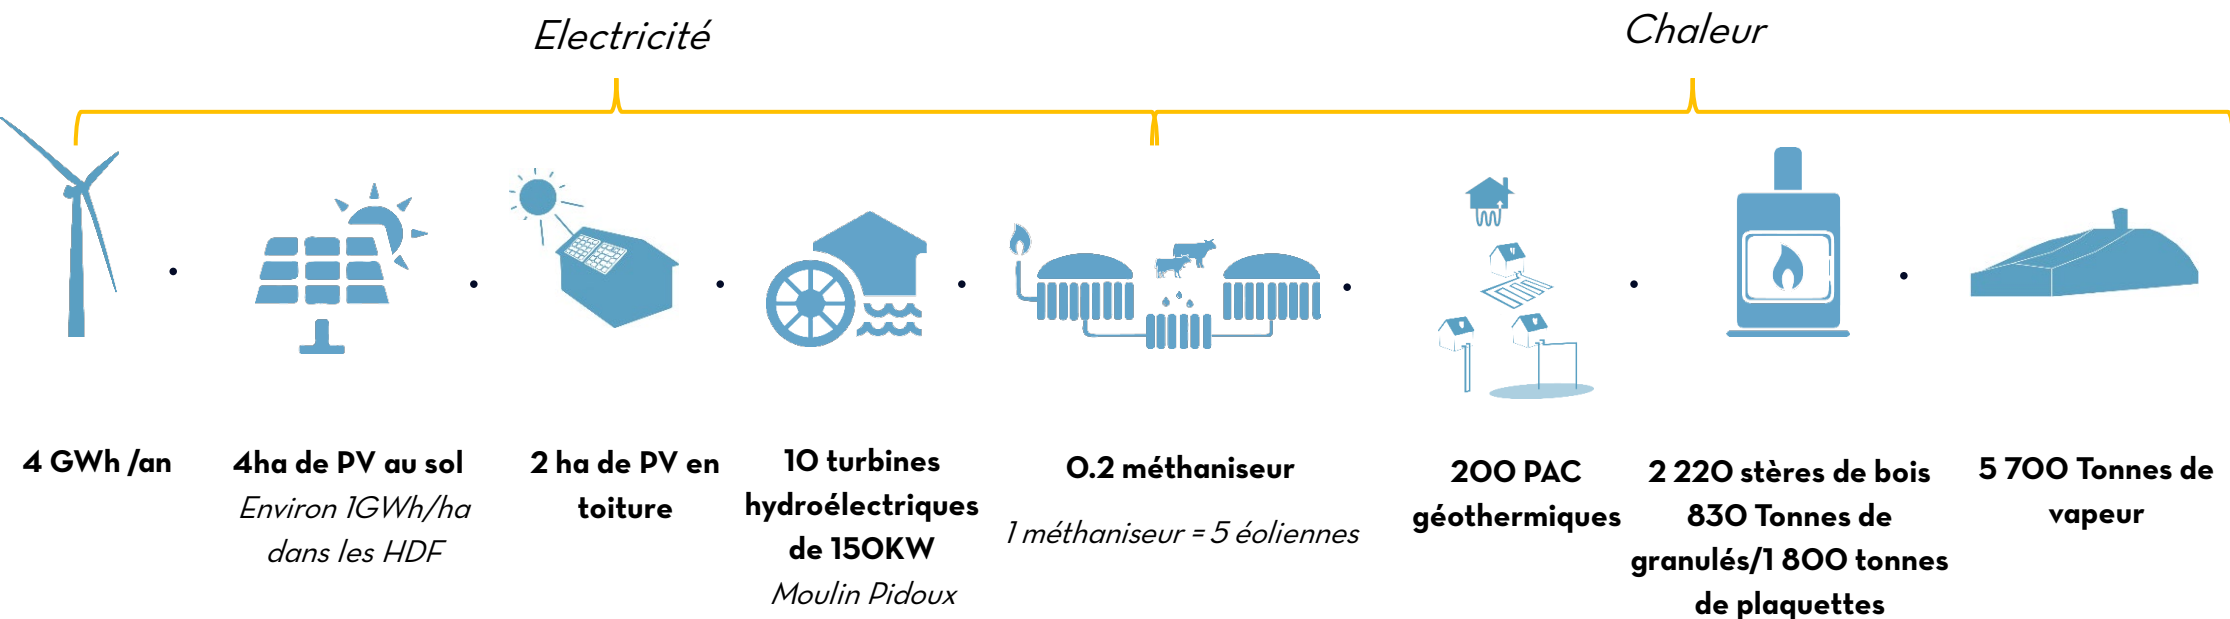 Electricité
Chaleur
4 GWh /an
4ha de PV au sol
Environ 1GWh/ha
dans les HDF
2 ha de PV en
toiture
10 turbines
hydroélectriques
de 150KW
Moulin Pidoux
0.2 méthaniseur
1 méthaniseur = 5 éoliennes
200 PAC
géothermiques
2 220 stères de bois
830 Tonnes de
granulés/1 800 tonnes
de plaquettes
5 700 Tonnes de
vapeur